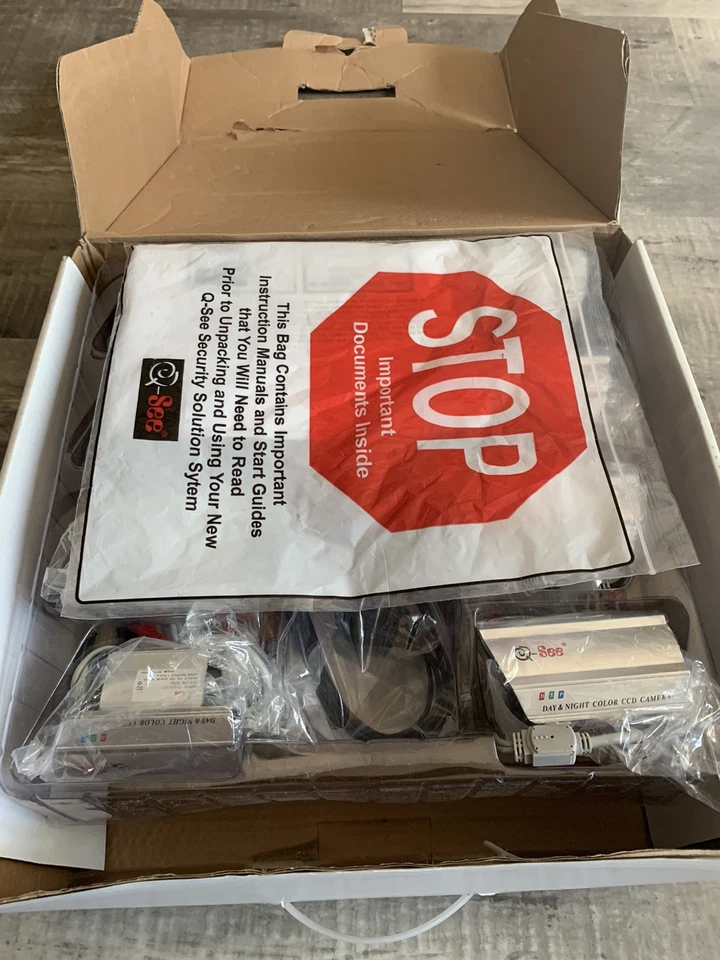 STOP
Important
Documents Inside
This Bag Contains Important
Instruction Manuals and Start Guides
that You Will Need to Read
Prior to Unpacking and Using Your New
Q-See Security Solution Sytem
Q-See®
Q-See®
DSP
DAY & NIGHT COLOR CCD CAMERA
DAY & NIGHT COLOR CC